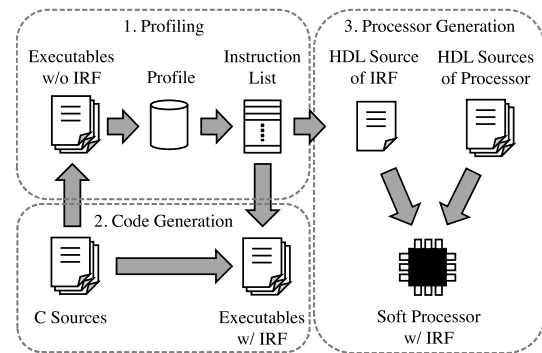 1. Profiling
Executables
w/o IRF
Profile
Instruction
List
2. Code Generation
C Sources
Executables
w/ IRF
3. Processor Generation
HDL Source
of IRF
HDL Sources
of Processor
Soft Processor
w/ IRF